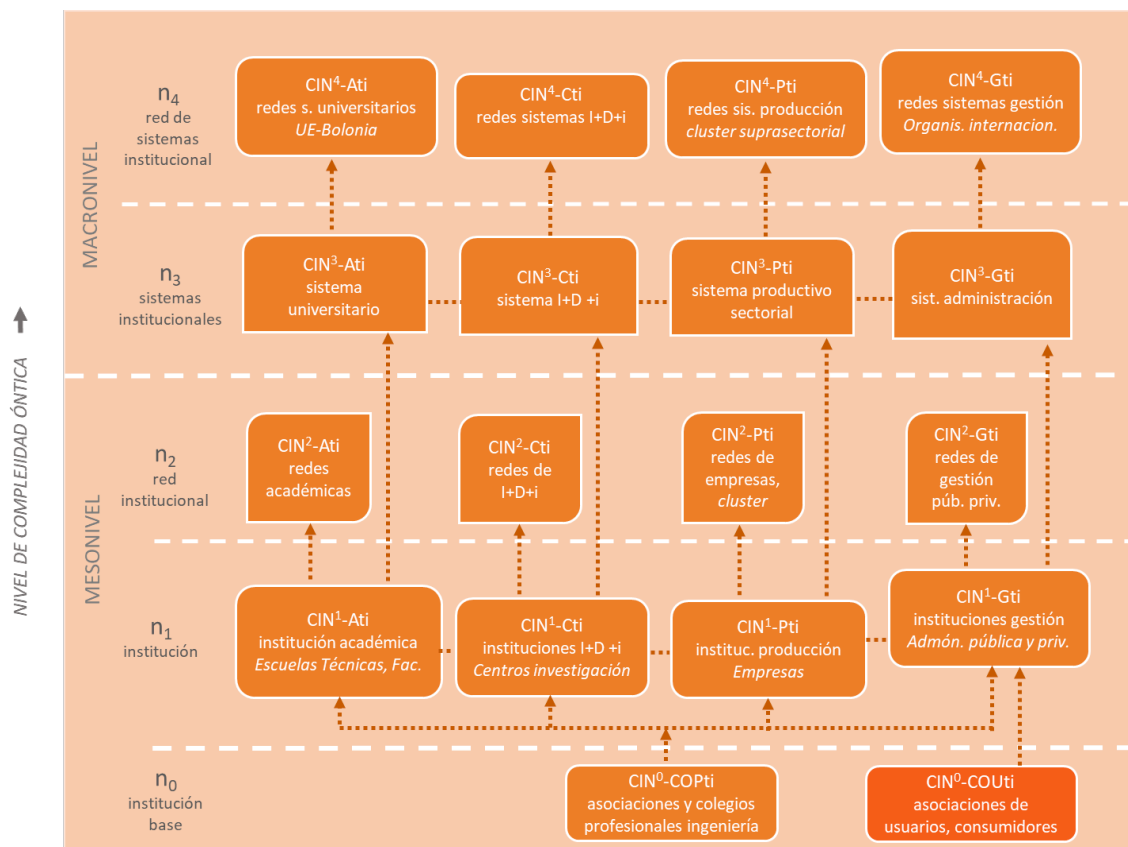 CIN⁴-Ati
redes s. universitarios
UE-Bolonia
CIN⁴-Cti
redes sistemas I+D+i
CIN⁴-Pti
redes sis. producción
cluster suprasectorial
CIN⁴-Gti
redes sistemas gestión
Organis. internacion.
n₄
red de
sistemas
institucional
MACRONIVEL
n₃
sistemas
institucionales
CIN³-Ati
sistema
universitario
CIN³-Cti
sistema I+D +i
CIN³-Pti
sistema productivo
sectorial
CIN³-Gti
sist. administración
NIVEL DE COMPLEJIDAD ÓNTICA
MESONIVEL
n₂
red
institucional
CIN²-Ati
redes
académicas
CIN²-Cti
redes de
I+D+i
CIN²-Pti
redes de
empresas,
cluster
CIN²-Gti
redes de
gestión
púb. priv.
n₁
institución
CIN¹-Ati
institución académica
Escuelas Técnicas, Fac.
CIN¹-Cti
instituciones I+D +i
Centros investigación
CIN¹-Pti
instituc. producción
Empresas
CIN¹-Gti
instituciones gestión
Admón. pública y priv.
n₀
institución
base
CIN⁰-COPti
asociaciones y colegios
profesionales ingeniería
CIN⁰-COUti
asociaciones de
usuarios, consumidores